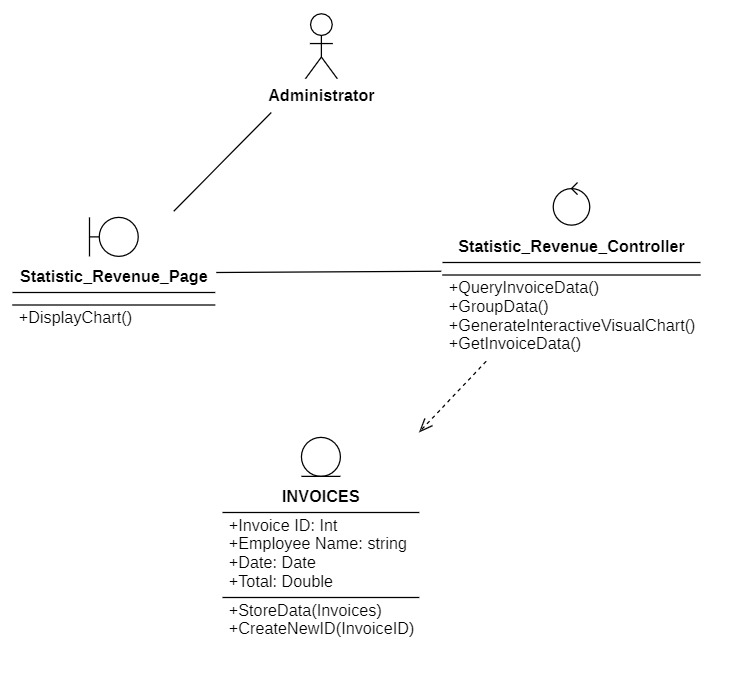 Administrator
Statistic_Revenue_Page
+DisplayChart()
Statistic_Revenue_Controller
+QueryInvoiceData()
+GroupData()
+GenerateInteractiveVisualChart()
+GetInvoiceData()
INVOICES
+Invoice ID: Int
+Employee Name: string
+Date: Date
+Total: Double
+StoreData(Invoices)
+CreateNewID(InvoiceID)